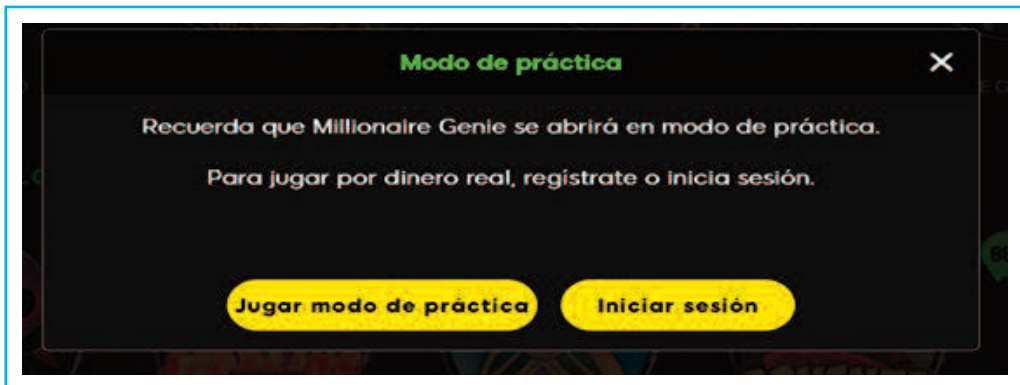 Modo de práctica
Recuerda que Millionaire Genie se abrirá en modo de práctica.
Para jugar por dinero real, regístrate o inicia sesión.
Jugar modo de práctica
Iniciar sesión